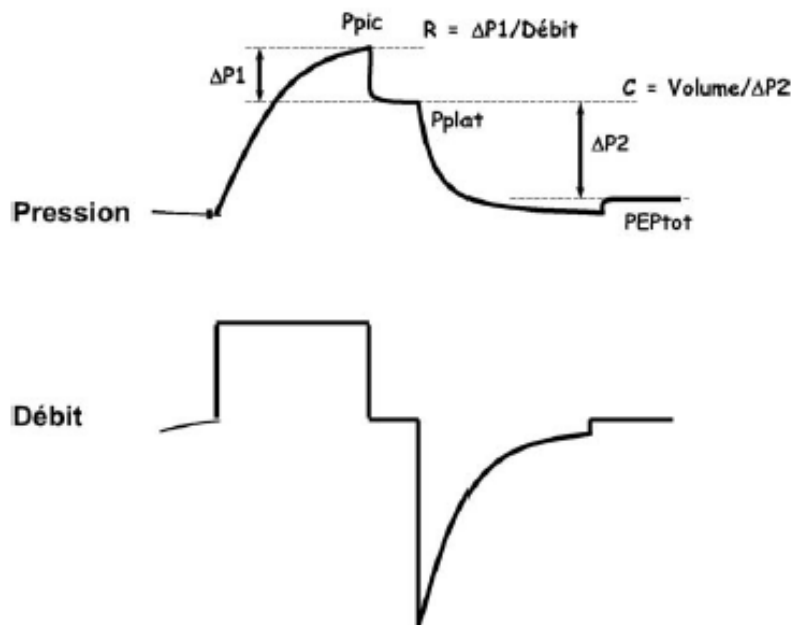 Ppic
R = ΔP1/Débit
ΔP1
C = Volume/ΔP2
Pplat
ΔP2
Pression
PEPtot
Débit